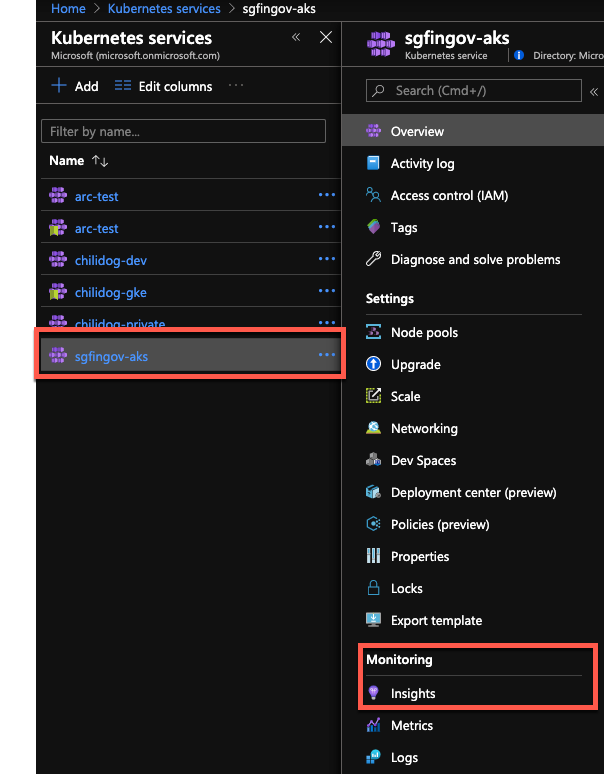 Home > Kubernetes services > sgfingov-aks
Kubernetes services
Microsoft (microsoft.onmicrosoft.com)
Add Edit columns ...
Filter by name...
Name ↑↓
arc-test ...
arc-test ...
chilidog-dev ...
chilidog-gke ...
chilidog-private ...
sgfingov-aks ...
sgfingov-aks
Kubernetes service Directory: Micro
Search (Cmd+/)
Overview
Activity log
Access control (IAM)
Tags
Diagnose and solve problems
Settings
Node pools
Upgrade
Scale
Networking
Dev Spaces
Deployment center (preview)
Policies (preview)
Properties
Locks
Export template
Monitoring
Insights
Metrics
Logs